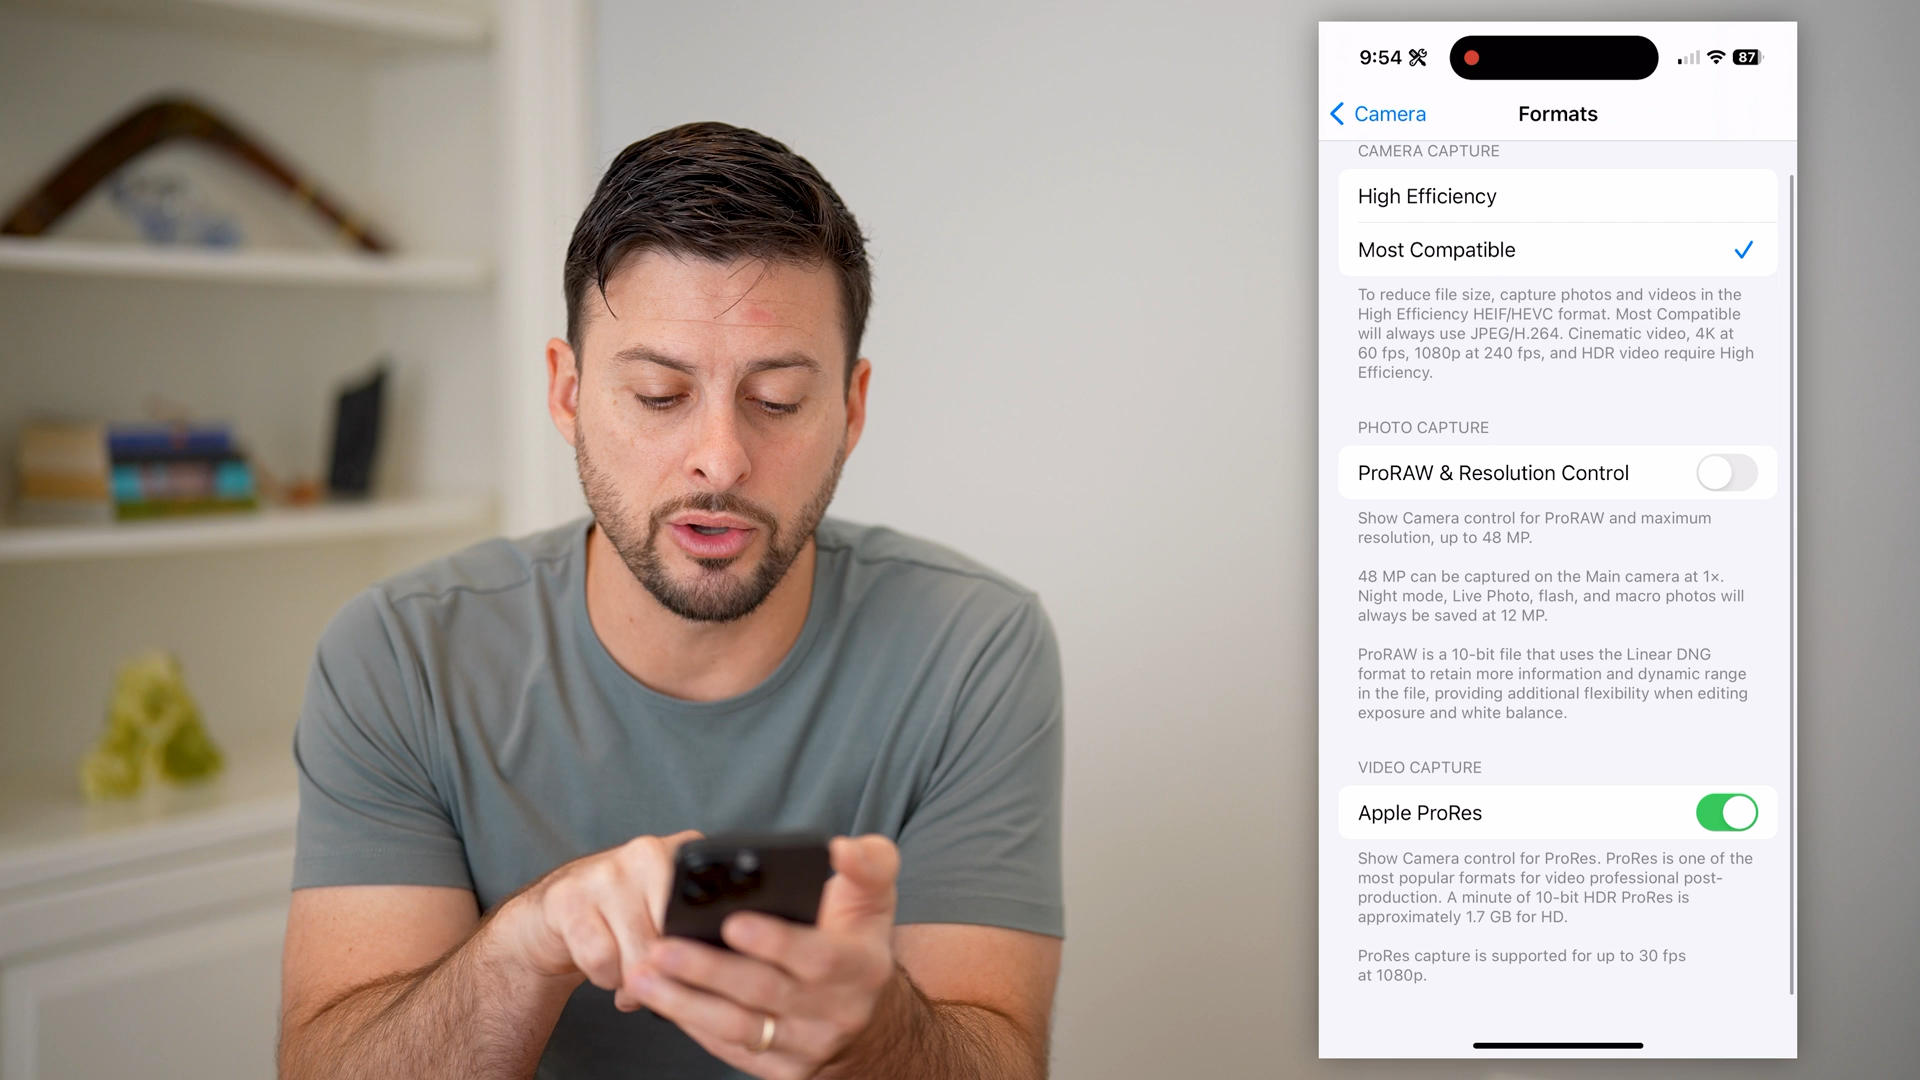 9:54
87
Camera
Formats
CAMERA CAPTURE
High Efficiency
Most Compatible
To reduce file size, capture photos and videos in the
High Efficiency HEIF/HEVC format. Most Compatible
will always use JPEG/H.264. Cinematic video, 4K at
60 fps, 1080p at 240 fps, and HDR video require High
Efficiency.
PHOTO CAPTURE
ProRAW & Resolution Control
Show Camera control for ProRAW and maximum
resolution, up to 48 MP.
48 MP can be captured on the Main camera at 1×.
Night mode, Live Photo, flash, and macro photos will
always be saved at 12 MP.
ProRAW is a 10-bit file that uses the Linear DNG
format to retain more information and dynamic range
in the file, providing additional flexibility when editing
exposure and white balance.
VIDEO CAPTURE
Apple ProRes
Show Camera control for ProRes. ProRes is one of the
most popular formats for video professional post-
production. A minute of 10-bit HDR ProRes is
approximately 1.7 GB for HD.
ProRes capture is supported for up to 30 fps
at 1080p.